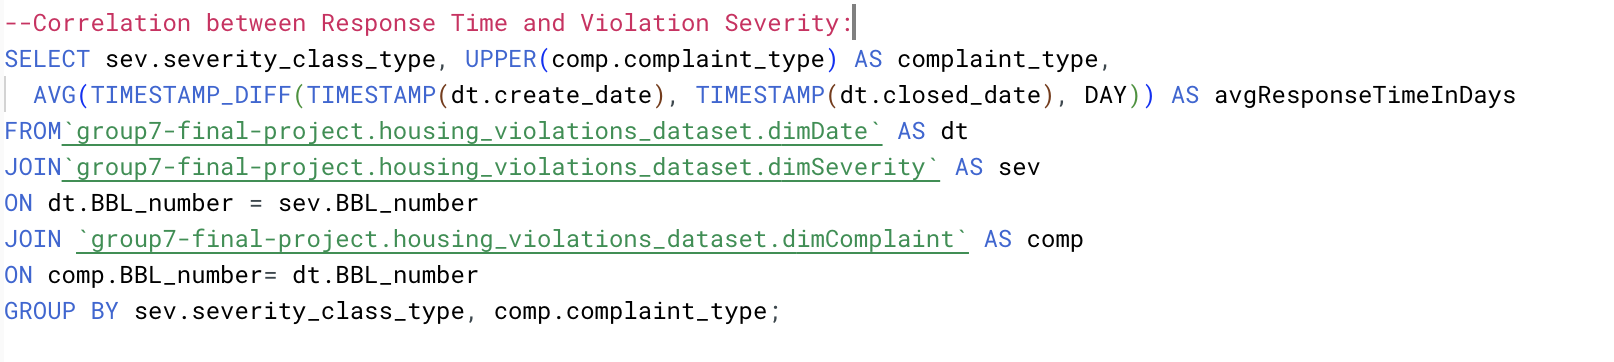 --Correlation between Response Time and Violation Severity:
SELECT sev.severity_class_type, UPPER(comp.complaint_type) AS complaint_type,
  AVG(TIMESTAMP_DIFF(TIMESTAMP(dt.create_date), TIMESTAMP(dt.closed_date), DAY)) AS avgResponseTimeInDays
FROM`group7-final-project.housing_violations_dataset.dimDate` AS dt
JOIN`group7-final-project.housing_violations_dataset.dimSeverity` AS sev
ON dt.BBL_number = sev.BBL_number
JOIN `group7-final-project.housing_violations_dataset.dimComplaint` AS comp
ON comp.BBL_number= dt.BBL_number
GROUP BY sev.severity_class_type, comp.complaint_type;